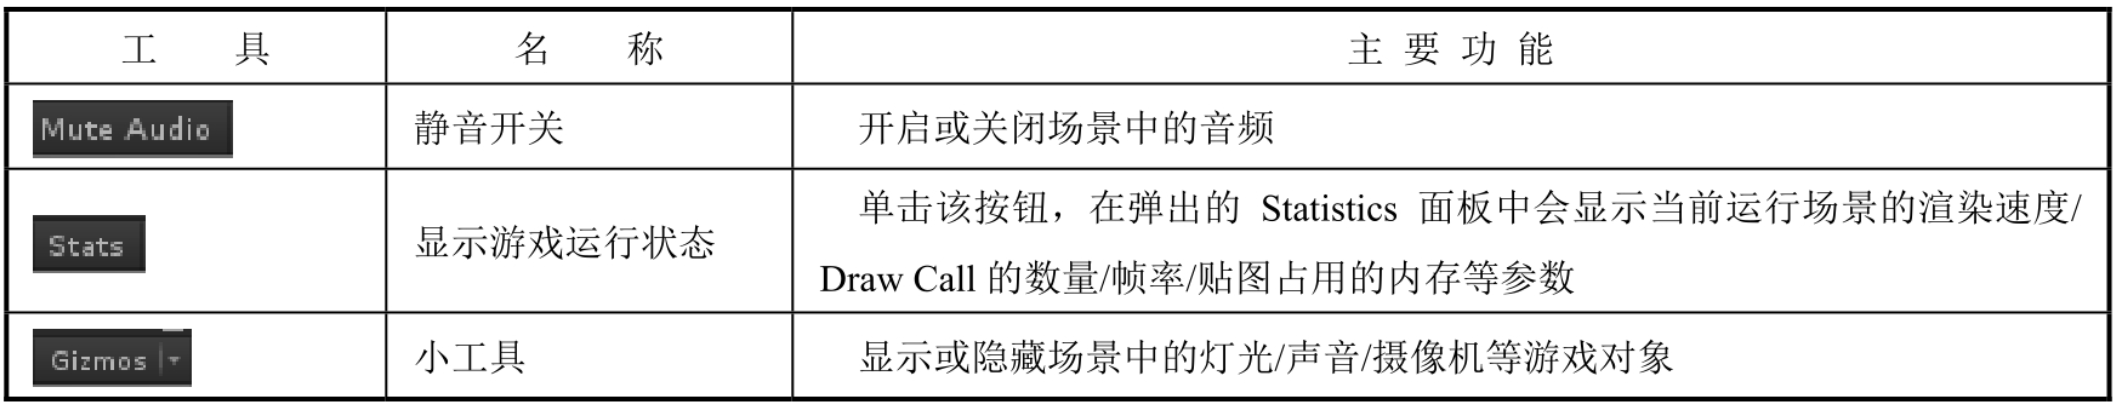 工 具 名 称 主 要 功 能
Mute Audio 静音开关 开启或关闭场景中的音频
Stats 显示游戏运行状态 单击该按钮，在弹出的 Statistics 面板中会显示当前运行场景的渲染速度/
Draw Call 的数量/帧率/贴图占用的内存等参数
Gizmos 小工具 显示或隐藏场景中的灯光/声音/摄像机等游戏对象